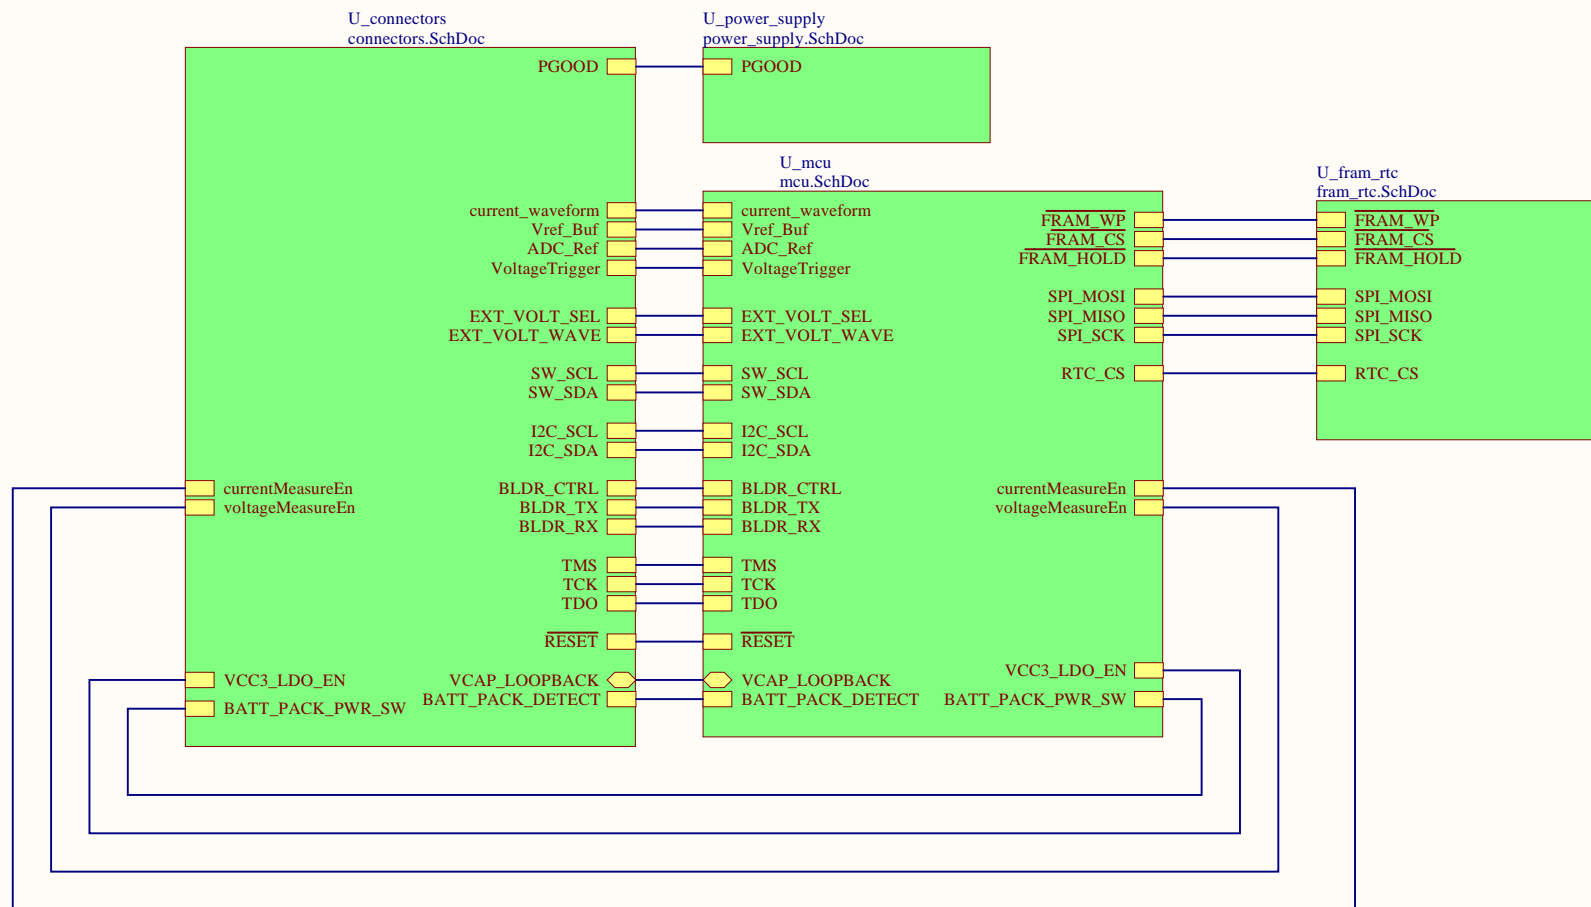 U_connectors
connectors.SchDoc
PGOOD
current_waveform
Vref_Buf
ADC_Ref
VoltageTrigger
EXT_VOLT_SEL
EXT_VOLT_WAVE
SW_SCL
SW_SDA
I2C_SCL
I2C_SDA
currentMeasureEn
voltageMeasureEn
BLDR_CTRL
BLDR_TX
BLDR_RX
TMS
TCK
TDO
RESET
VCC3_LDO_EN
BATT_PACK_PWR_SW
VCAP_LOOPBACK
BATT_PACK_DETECT
U_power_supply
power_supply.SchDoc
PGOOD
U_mcu
mcu.SchDoc
current_waveform
Vref_Buf
ADC_Ref
VoltageTrigger
EXT_VOLT_SEL
EXT_VOLT_WAVE
SW_SCL
SW_SDA
I2C_SCL
I2C_SDA
BLDR_CTRL
BLDR_TX
BLDR_RX
TMS
TCK
TDO
RESET
VCAP_LOOPBACK
BATT_PACK_DETECT
FRAM_WP
FRAM_CS
FRAM_HOLD
SPI_MOSI
SPI_MISO
SPI_SCK
RTC_CS
currentMeasureEn
voltageMeasureEn
VCC3_LDO_EN
BATT_PACK_PWR_SW
U_fram_rtc
fram_rtc.SchDoc
FRAM_WP
FRAM_CS
FRAM_HOLD
SPI_MOSI
SPI_MISO
SPI_SCK
RTC_CS